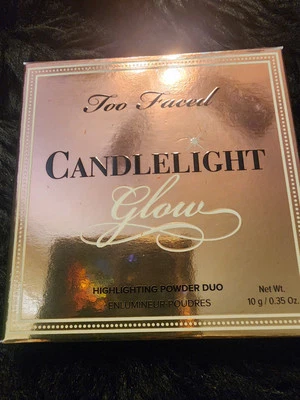 Too Faced
CANDLELIGHT
Glow
HIGHLIGHTING POWDER DUO
ENLUMINEUR POUDRES
Net Wt.
10 g / 0.35 Oz.